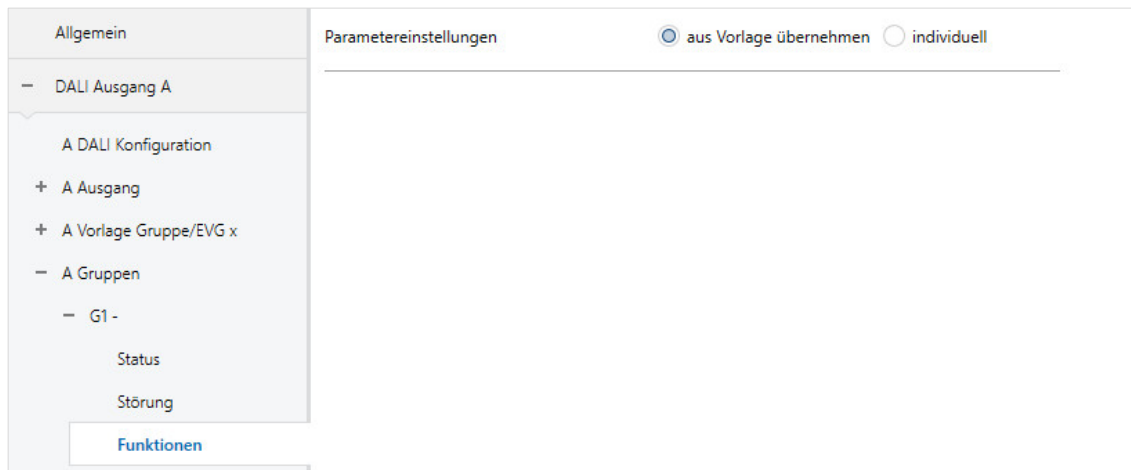 Allgemein
Parametereinstellungen aus Vorlage übernehmen individuell
− DALI Ausgang A
A DALI Konfiguration
+ A Ausgang
+ A Vorlage Gruppe/EVG x
− A Gruppen
− G1 -
Status
Störung
Funktionen